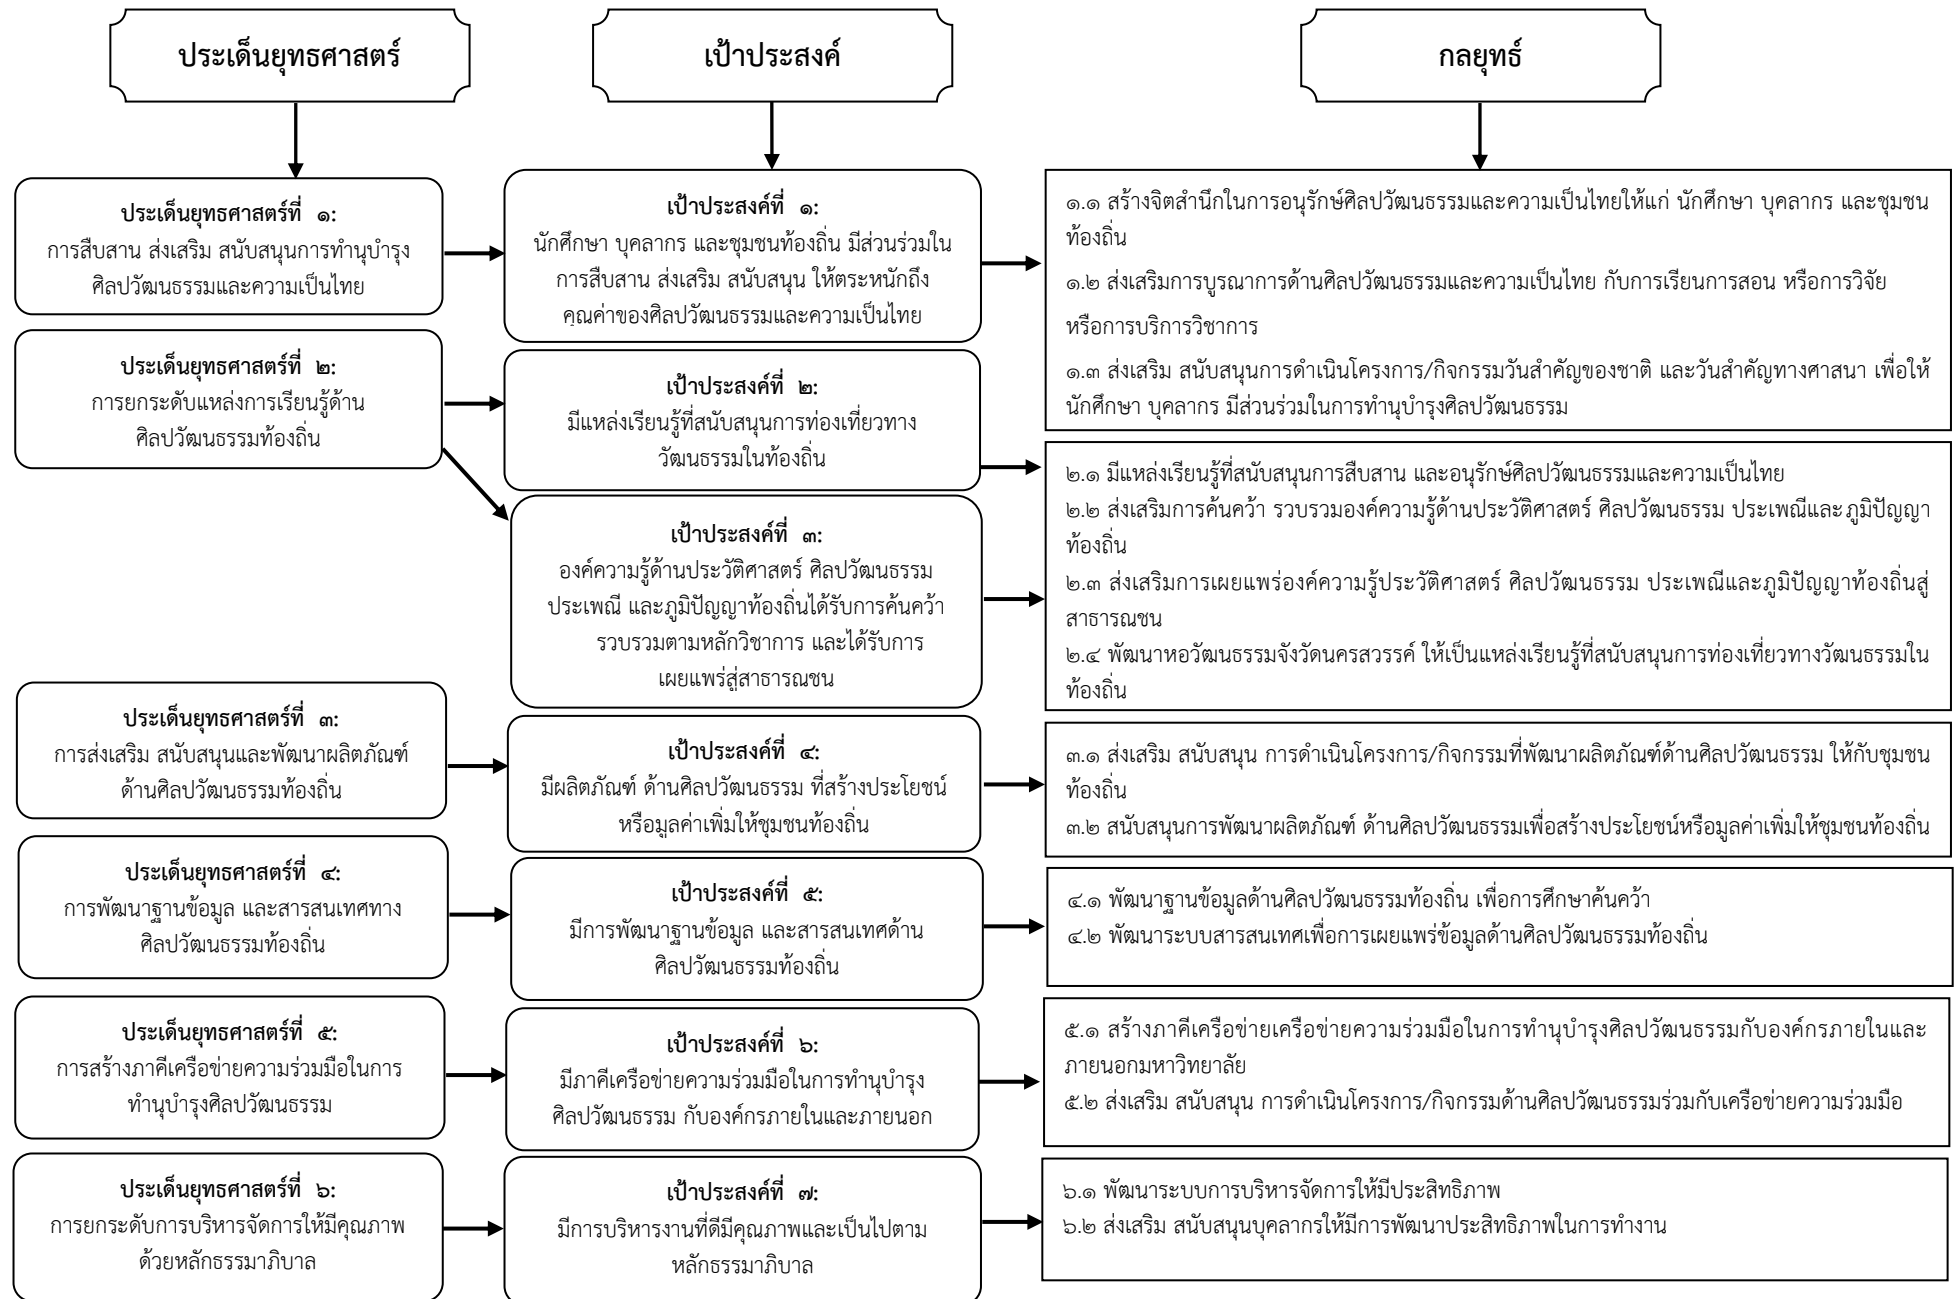 ประเด็นยุทธศาสตร์
เป้าประสงค์
กลยุทธ์
ประเด็นยุทธศาสตร์ที่ ๑:
การสืบสาน ส่งเสริม สนับสนุนการทำนุบำรุง
ศิลปวัฒนธรรมและความเป็นไทย
เป้าประสงค์ที่ ๑:
นักศึกษา บุคลากร และชุมชนท้องถิ่น มีส่วนร่วมใน
การสืบสาน ส่งเสริม สนับสนุน ให้ตระหนักถึง
คุณค่าของศิลปวัฒนธรรมและความเป็นไทย
๑.๑ สร้างจิตสำนึกในการอนุรักษ์ศิลปวัฒนธรรมและความเป็นไทยให้แก่ นักศึกษา บุคลากร และชุมชน
ท้องถิ่น
๑.๒ ส่งเสริมการบูรณาการด้านศิลปวัฒนธรรมและความเป็นไทย กับการเรียนการสอน หรือการวิจัย
หรือการบริการวิชาการ
๑.๓ ส่งเสริม สนับสนุนการดำเนินโครงการ/กิจกรรมวันสำคัญของชาติ และวันสำคัญทางศาสนา เพื่อให้
นักศึกษา บุคลากร มีส่วนร่วมในการทำนุบำรุงศิลปวัฒนธรรม
ประเด็นยุทธศาสตร์ที่ ๒:
การยกระดับแหล่งการเรียนรู้ด้าน
ศิลปวัฒนธรรมท้องถิ่น
เป้าประสงค์ที่ ๒:
มีแหล่งเรียนรู้ที่สนับสนุนการท่องเที่ยวทาง
วัฒนธรรมในท้องถิ่น
เป้าประสงค์ที่ ๓:
องค์ความรู้ด้านประวัติศาสตร์ ศิลปวัฒนธรรม
ประเพณี และภูมิปัญญาท้องถิ่นได้รับการค้นคว้า
รวบรวมตามหลักวิชาการ และได้รับการ
เผยแพร่สู่สาธารณชน
๒.๑ มีแหล่งเรียนรู้ที่สนับสนุนการสืบสาน และอนุรักษ์ศิลปวัฒนธรรมและความเป็นไทย
๒.๒ ส่งเสริมการค้นคว้า รวบรวมองค์ความรู้ด้านประวัติศาสตร์ ศิลปวัฒนธรรม ประเพณีและภูมิปัญญา
ท้องถิ่น
๒.๓ ส่งเสริมการเผยแพร่องค์ความรู้ประวัติศาสตร์ ศิลปวัฒนธรรม ประเพณีและภูมิปัญญาท้องถิ่นสู่
สาธารณชน
๒.๔ พัฒนาหอวัฒนธรรมจังวัดนครสวรรค์ ให้เป็นแหล่งเรียนรู้ที่สนับสนุนการท่องเที่ยวทางวัฒนธรรมใน
ท้องถิ่น
ประเด็นยุทธศาสตร์ที่ ๓:
การส่งเสริม สนับสนุนและพัฒนาผลิตภัณฑ์
ด้านศิลปวัฒนธรรมท้องถิ่น
เป้าประสงค์ที่ ๔:
มีผลิตภัณฑ์ ด้านศิลปวัฒนธรรม ที่สร้างประโยชน์
หรือมูลค่าเพิ่มให้ชุมชนท้องถิ่น
๓.๑ ส่งเสริม สนับสนุน การดำเนินโครงการ/กิจกรรมที่พัฒนาผลิตภัณฑ์ด้านศิลปวัฒนธรรม ให้กับชุมชน
ท้องถิ่น
๓.๒ สนับสนุนการพัฒนาผลิตภัณฑ์ ด้านศิลปวัฒนธรรมเพื่อสร้างประโยชน์หรือมูลค่าเพิ่มให้ชุมชนท้องถิ่น
ประเด็นยุทธศาสตร์ที่ ๔:
การพัฒนาฐานข้อมูล และสารสนเทศทาง
ศิลปวัฒนธรรมท้องถิ่น
เป้าประสงค์ที่ ๕:
มีการพัฒนาฐานข้อมูล และสารสนเทศด้าน
ศิลปวัฒนธรรมท้องถิ่น
๔.๑ พัฒนาฐานข้อมูลด้านศิลปวัฒนธรรมท้องถิ่น เพื่อการศึกษาค้นคว้า
๔.๒ พัฒนาระบบสารสนเทศเพื่อการเผยแพร่ข้อมูลด้านศิลปวัฒนธรรมท้องถิ่น
ประเด็นยุทธศาสตร์ที่ ๕:
การสร้างภาคีเครือข่ายความร่วมมือในการ
ทำนุบำรุงศิลปวัฒนธรรม
เป้าประสงค์ที่ ๖:
มีภาคีเครือข่ายความร่วมมือในการทำนุบำรุง
ศิลปวัฒนธรรม กับองค์กรภายในและภายนอก
๕.๑ สร้างภาคีเครือข่ายเครือข่ายความร่วมมือในการทำนุบำรุงศิลปวัฒนธรรมกับองค์กรภายในและ
ภายนอกมหาวิทยาลัย
๕.๒ ส่งเสริม สนับสนุน การดำเนินโครงการ/กิจกรรมด้านศิลปวัฒนธรรมร่วมกับเครือข่ายความร่วมมือ
ประเด็นยุทธศาสตร์ที่ ๖:
การยกระดับการบริหารจัดการให้มีคุณภาพ
ด้วยหลักธรรมาภิบาล
เป้าประสงค์ที่ ๗:
มีการบริหารงานที่ดีมีคุณภาพและเป็นไปตาม
หลักธรรมาภิบาล
๖.๑ พัฒนาระบบการบริหารจัดการให้มีประสิทธิภาพ
๖.๒ ส่งเสริม สนับสนุนบุคลากรให้มีการพัฒนาประสิทธิภาพในการทำงาน